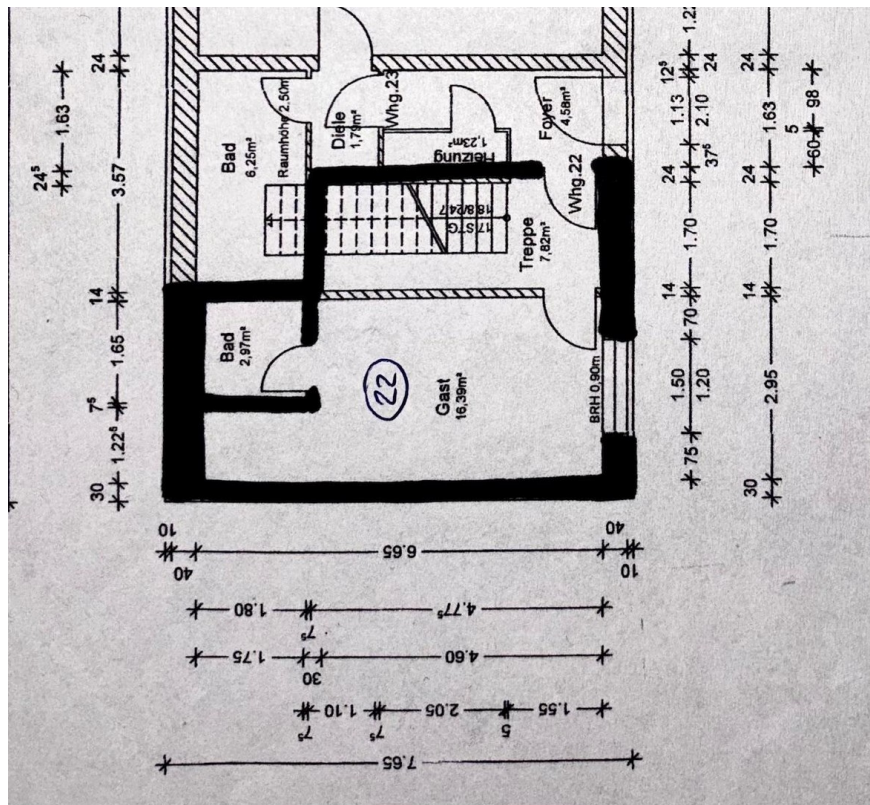 24
3.57
14
1.65
7⁵
1.22⁵
30
1.63
24⁵
Bad
6,25m²
Raumhöhe 2.50m
Diele
1,79m²
Whg.23
Heizung
1,23m²
Foyer
4,58m²
Whg.22
17.STG
18.8/24.7
Treppe
7,82m²
Bad
2,97m²
22
Gast
16,39m²
BRH 0,90m
12⁵
24
1.13
2.10
37⁵
24
1.70
14
70
1.50
1.20
75
24
1.63
24
1.70
14
2.95
30
98
5
60
10
40
6.65
40
10
1.80
7⁵
4.77⁵
1.75
30
4.60
7⁵
1.10
7⁵
2.05
5
1.55
7.65